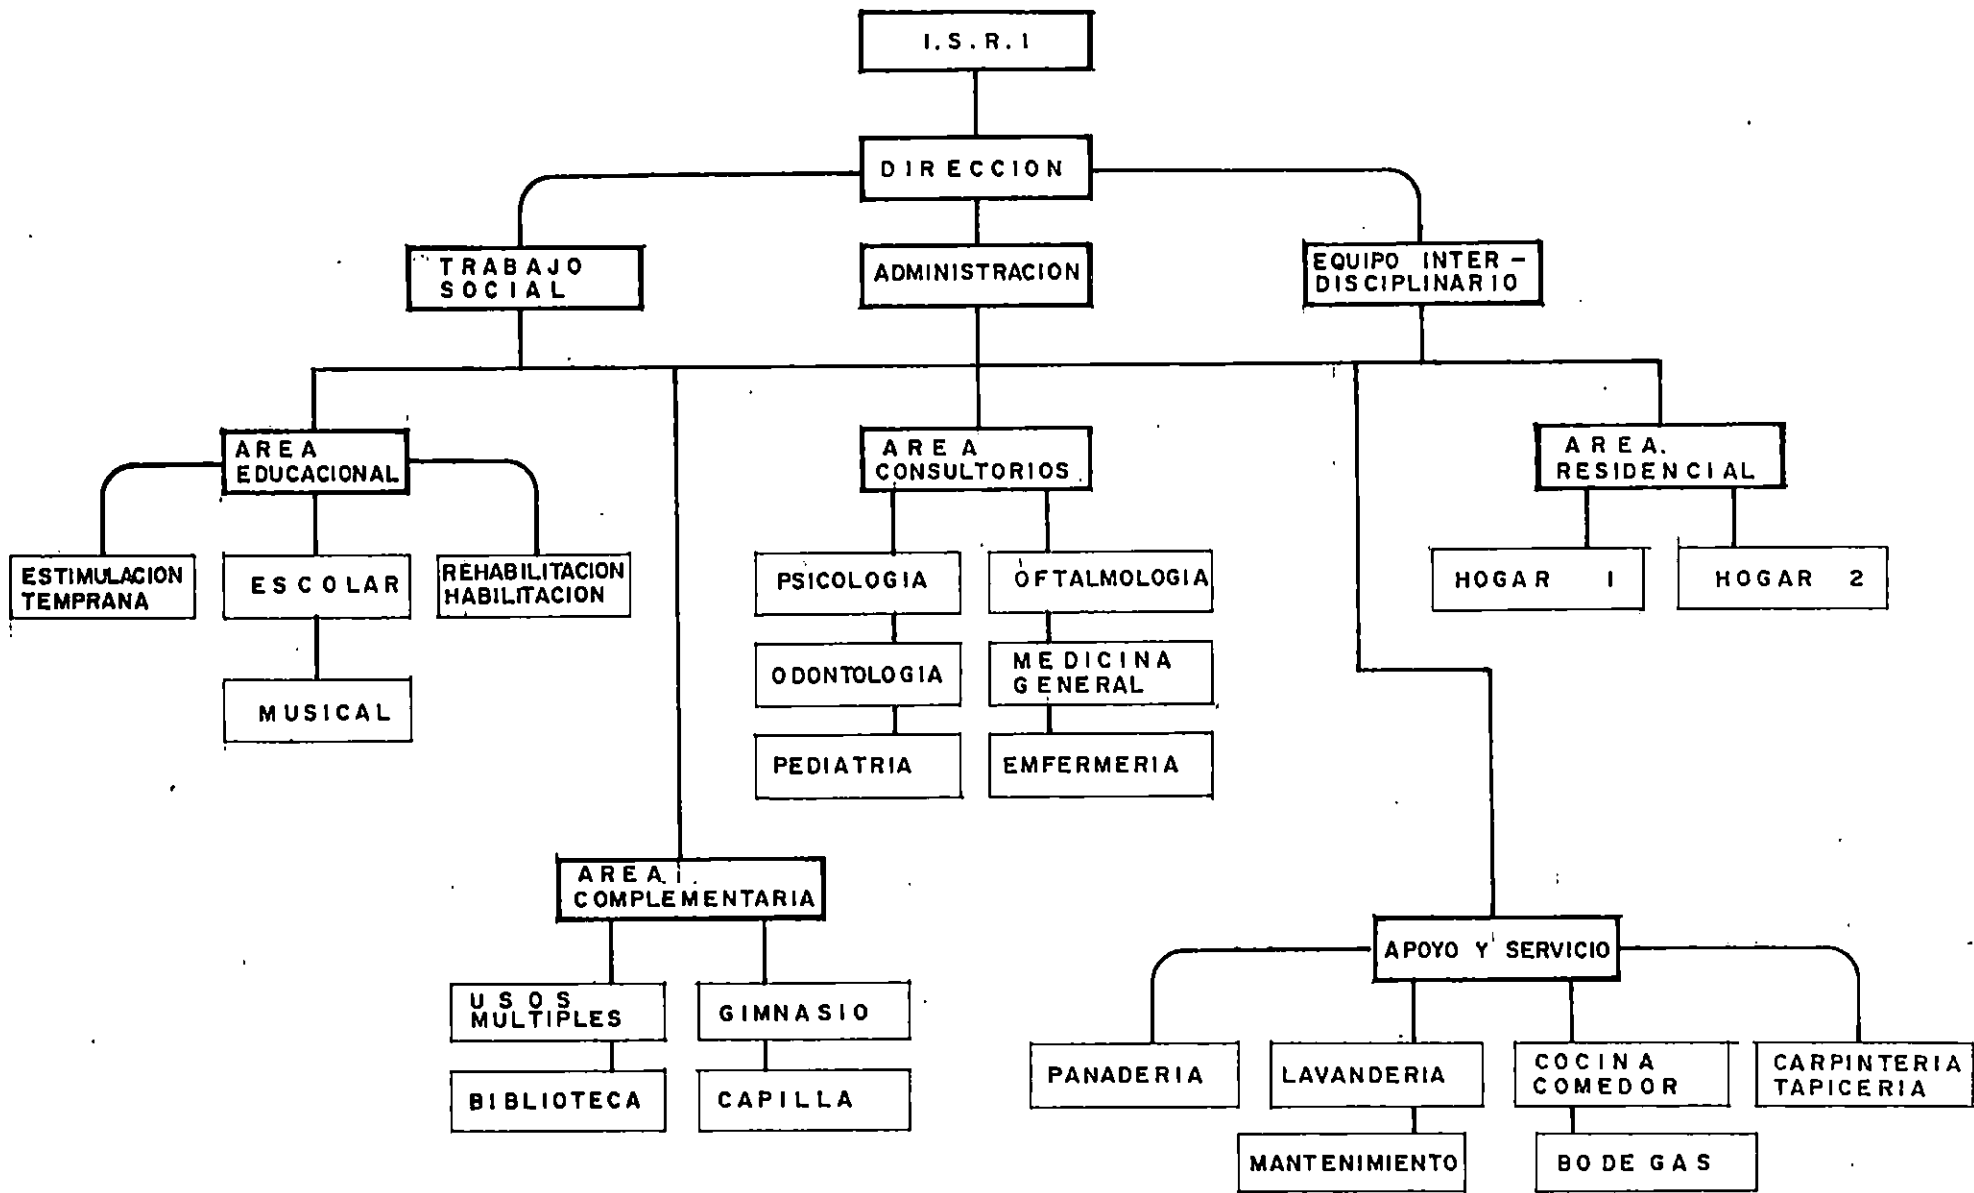 I.S.R.I
DIRECCION
TRABAJO
SOCIAL
ADMINISTRACION
EQUIPO INTER-
DISCIPLINARIO
AREA
EDUCACIONAL
AREA
CONSULTORIOS
AREA.
RESIDENCIAL
ESTIMULACION
TEMPRANA
ESCOLAR
REHABILITACION
HABILITACION
PSICOLOGIA
OFTALMOLOGIA
HOGAR 1
HOGAR 2
MUSICAL
ODONTOLOGIA
MEDICINA
GENERAL
PEDIATRIA
EMFERMERIA
AREA
COMPLEMENTARIA
APOYO Y SERVICIO
USOS
MULTIPLES
GIMNASIO
BIBLIOTECA
CAPILLA
PANADERIA
LAVANDERIA
COCINA
COMEDOR
CARPINTERIA
TAPICERIA
MANTENIMIENTO
BODEGAS